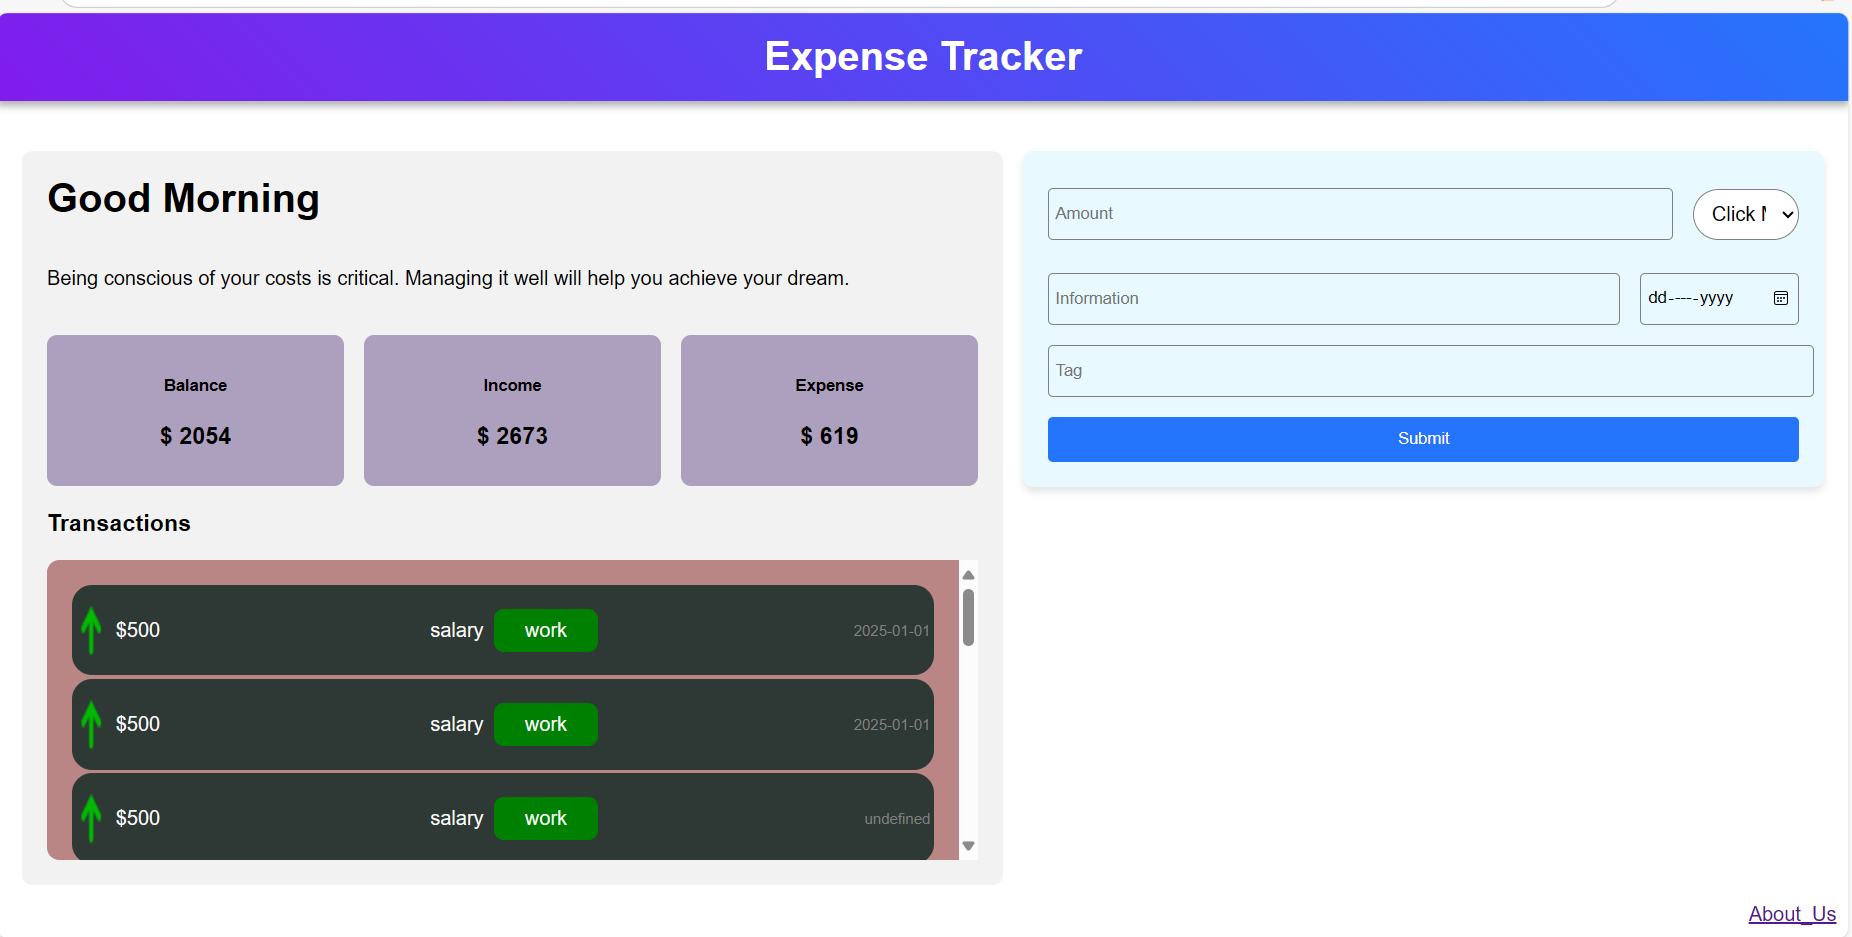 Expense Tracker
Good Morning
Being conscious of your costs is critical. Managing it well will help you achieve your dream.
Balance
$ 2054
Income
$ 2673
Expense
$ 619
Transactions
$500 salary work 2025-01-01
$500 salary work 2025-01-01
$500 salary work undefined
Amount
Click
Information
dd----yyyy
Tag
Submit
About_Us